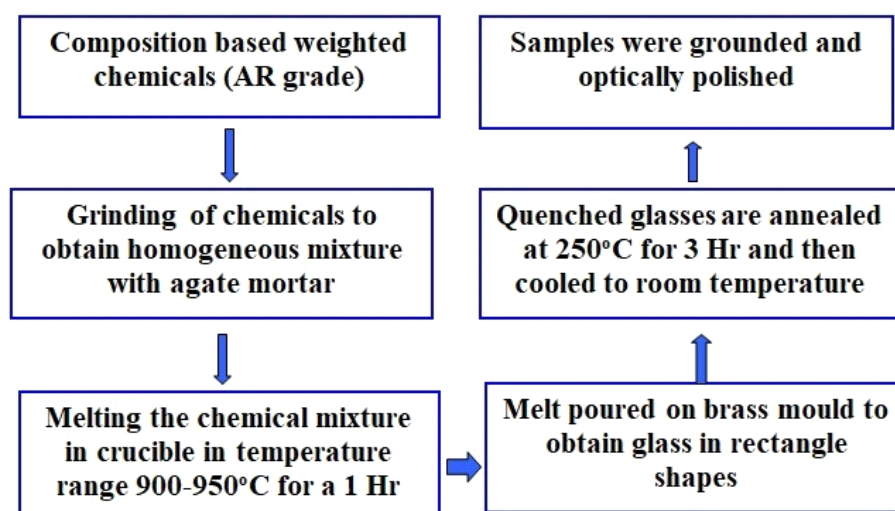 Composition based weighted
chemicals (AR grade)
Grinding of chemicals to
obtain homogeneous mixture
with agate mortar
Melting the chemical mixture
in crucible in temperature
range 900-950°C for a 1 Hr
Melt poured on brass mould to
obtain glass in rectangle
shapes
Quenched glasses are annealed
at 250°C for 3 Hr and then
cooled to room temperature
Samples were grounded and
optically polished